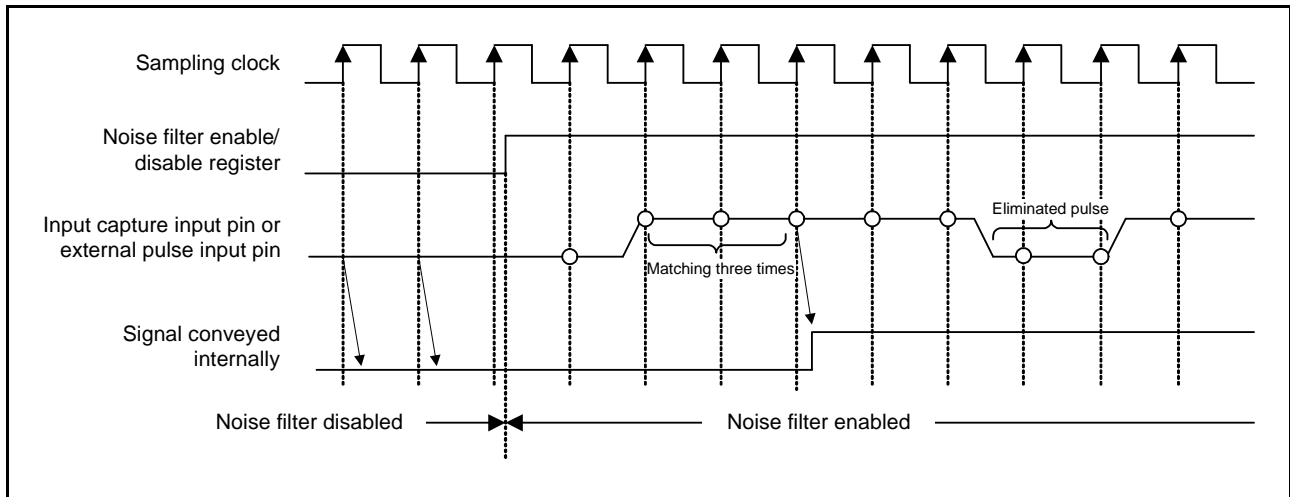 Sampling clock
Noise filter enable/
disable register
Input capture input pin or
external pulse input pin
Eliminated pulse
Matching three times
Signal conveyed
internally
Noise filter disabled
Noise filter enabled